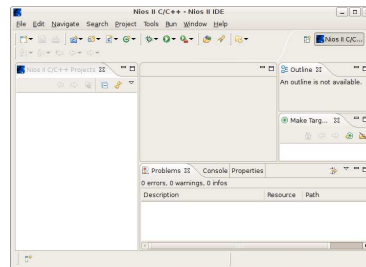 Nios II C/C++ - Nios II IDE
File Edit Navigate Search Project Tools Run Window Help
Nios II C/C...
Nios II C/C++ Projects
Outline
An outline is not available.
Make Targ...
Problems Console Properties
0 errors, 0 warnings, 0 infos
Description Resource Path